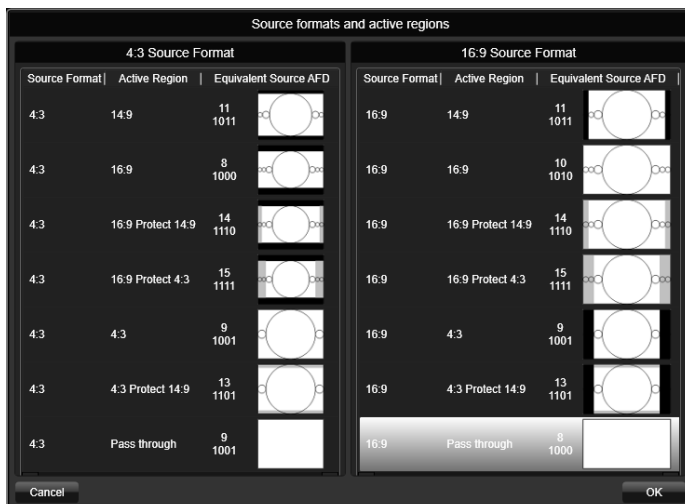 Source formats and active regions
4:3 Source Format
Source Format | Active Region | Equivalent Source AFD
4:3 14:9 11 1011
4:3 16:9 8 1000
4:3 16:9 Protect 14:9 14 1110
4:3 16:9 Protect 4:3 15 1111
4:3 4:3 9 1001
4:3 4:3 Protect 14:9 13 1101
4:3 Pass through 9 1001
16:9 Source Format
Source Format | Active Region | Equivalent Source AFD |
16:9 14:9 11 1011
16:9 16:9 10 1010
16:9 16:9 Protect 14:9 14 1110
16:9 16:9 Protect 4:3 15 1111
16:9 4:3 9 1001
16:9 4:3 Protect 14:9 13 1101
16:9 Pass through 8 1000
Cancel
OK